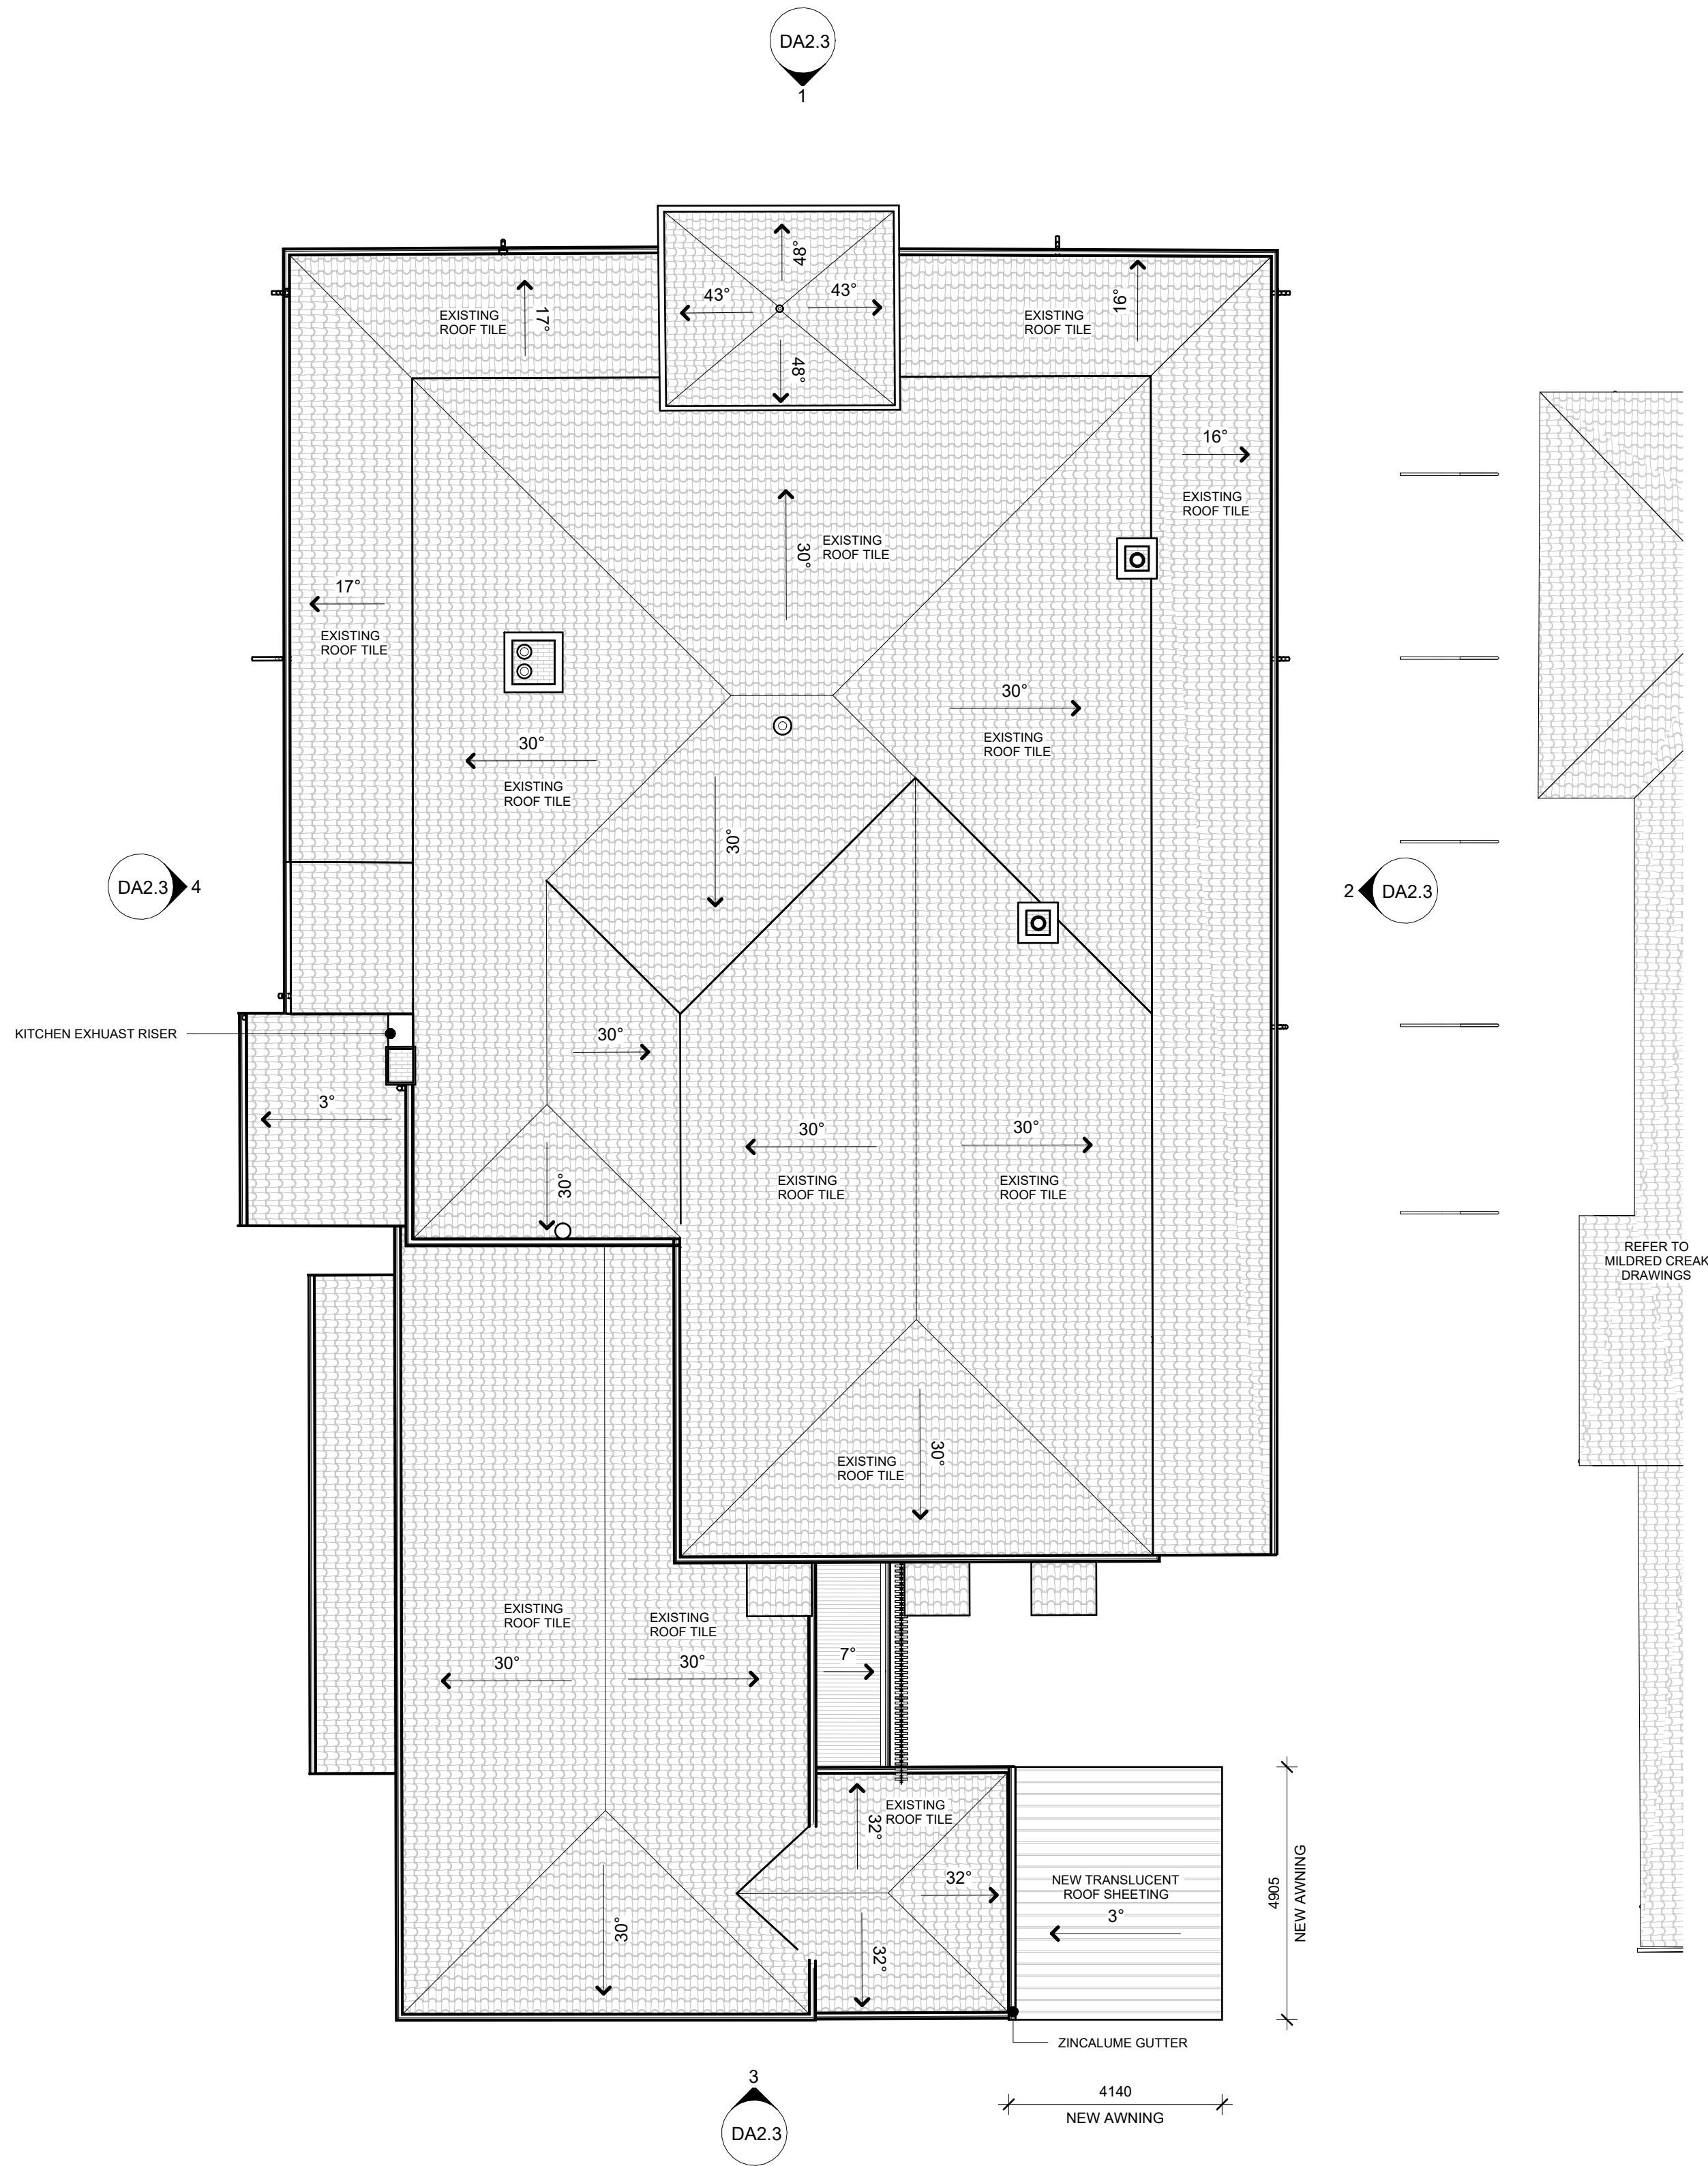 DA2.3
1
48°
43°
43°
48°
EXISTING
ROOF TILE
17°
EXISTING
ROOF TILE
16°
16°
EXISTING
ROOF TILE
30°
EXISTING
ROOF TILE
17°
EXISTING
ROOF TILE
30°
EXISTING
ROOF TILE
30°
EXISTING
ROOF TILE
30°
DA2.3
4
2
DA2.3
KITCHEN EXHUAST RISER
30°
3°
30°
30°
EXISTING
ROOF TILE
30°
EXISTING
ROOF TILE
30°
REFER TO
MILDRED CREAK
DRAWINGS
EXISTING
ROOF TILE
30°
EXISTING
ROOF TILE
30°
EXISTING
ROOF TILE
30°
7°
EXISTING
ROOF TILE
32°
32°
32°
30°
NEW TRANSLUCENT
ROOF SHEETING
3°
4905
NEW AWNING
ZINCALUME GUTTER
4140
NEW AWNING
3
DA2.3